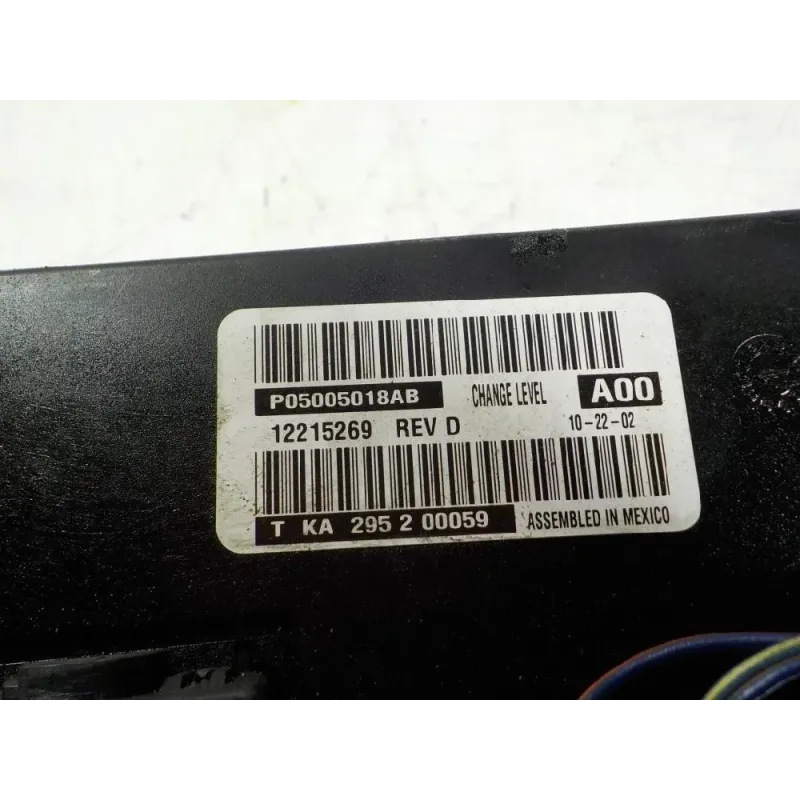 P05005018AB CHANGE LEVEL A00
12215269 REV D 10-22-02
T KA 295 2 00059 ASSEMBLED IN MEXICO